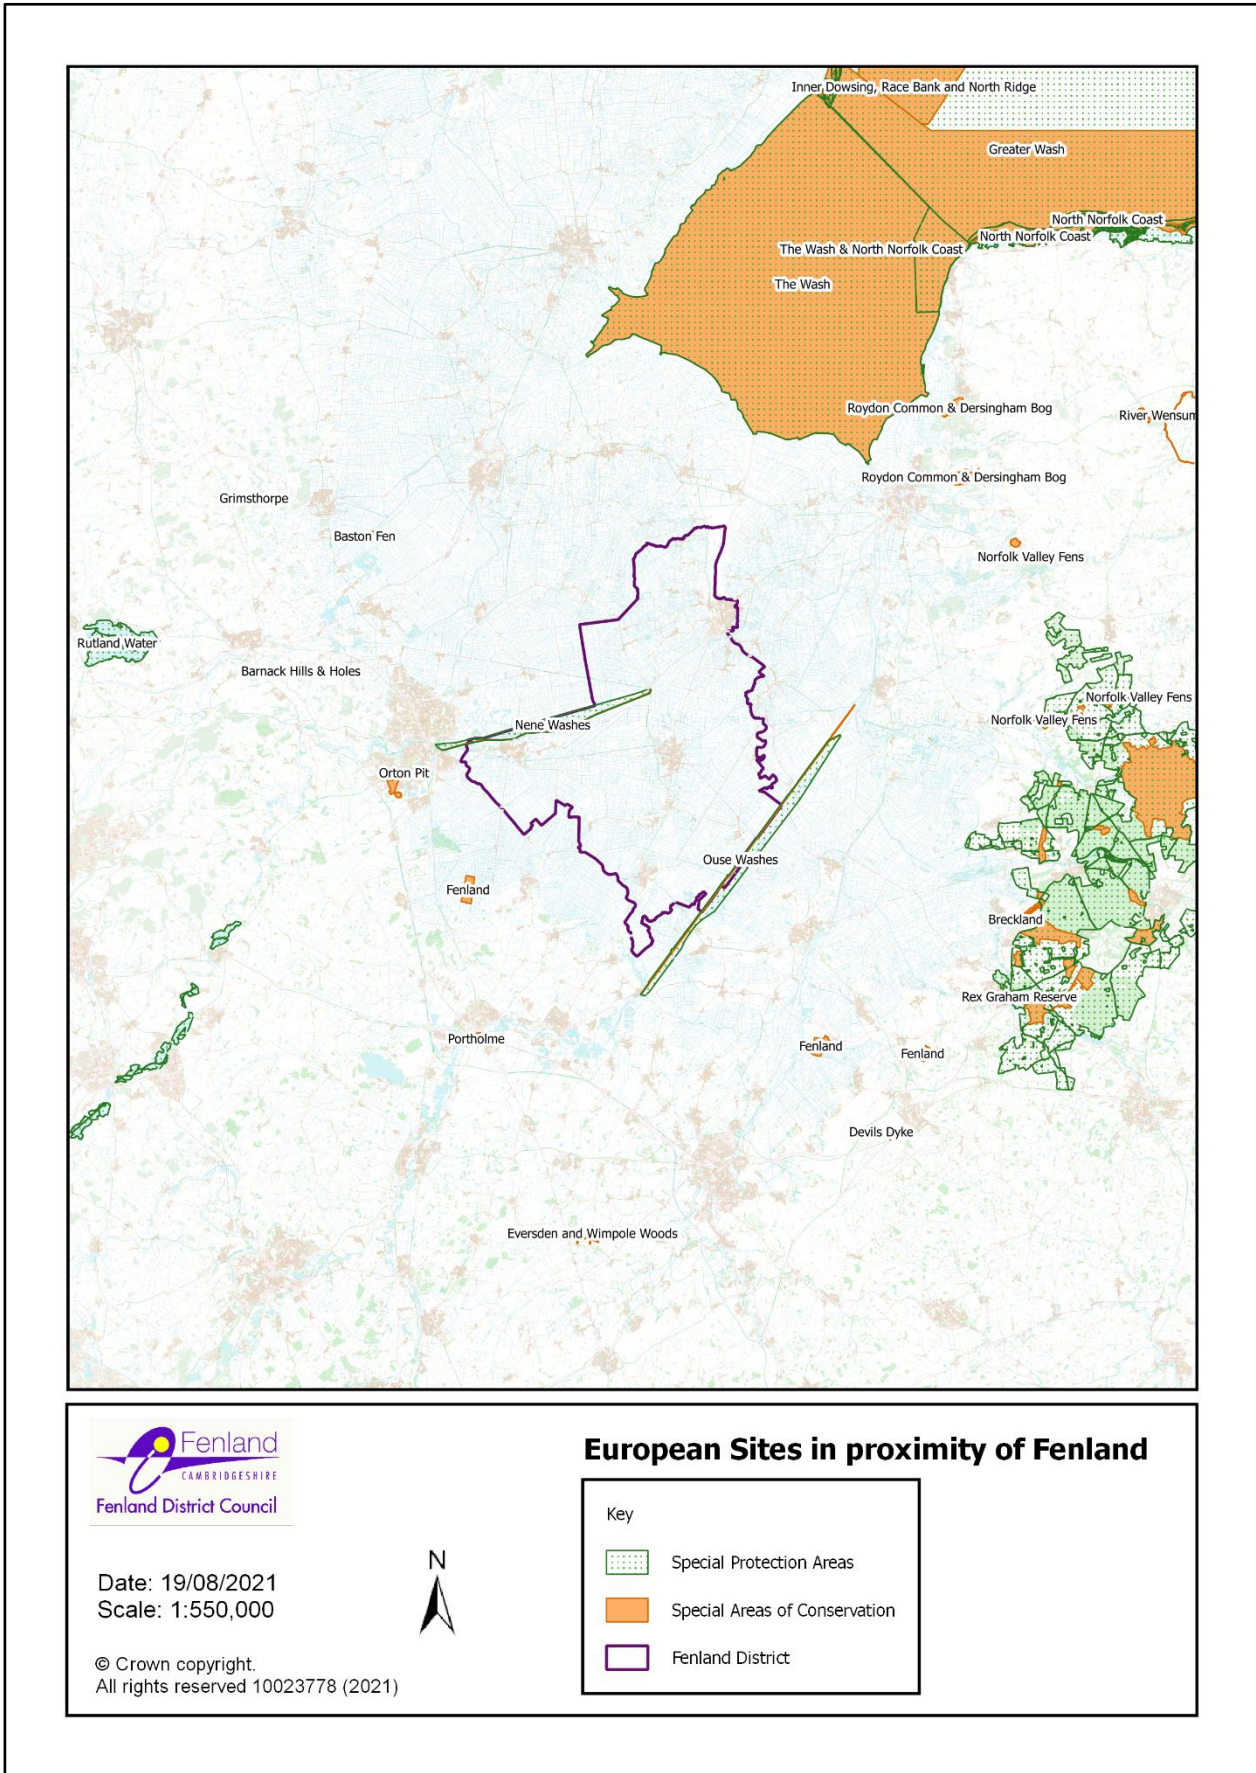 Inner Dowsing, Race Bank and North Ridge
Greater Wash
North Norfolk Coast
North Norfolk Coast
The Wash & North Norfolk Coast
The Wash
Roydon Common & Dersingham Bog
River Wensum
Roydon Common & Dersingham Bog
Grimsthorpe
Baston Fen
Norfolk Valley Fens
Rutland Water
Barnack Hills & Holes
Norfolk Valley Fens
Norfolk Valley Fens
Nene Washes
Orton Pit
Ouse Washes
Fenland
Breckland
Rex Graham Reserve
Portholme
Fenland
Fenland
Devils Dyke
Eversden and Wimpole Woods
Fenland
CAMBRIDGESHIRE
Fenland District Council
Date: 19/08/2021
Scale: 1:550,000
© Crown copyright.
All rights reserved 10023778 (2021)
N
European Sites in proximity of Fenland
Key
Special Protection Areas
Special Areas of Conservation
Fenland District